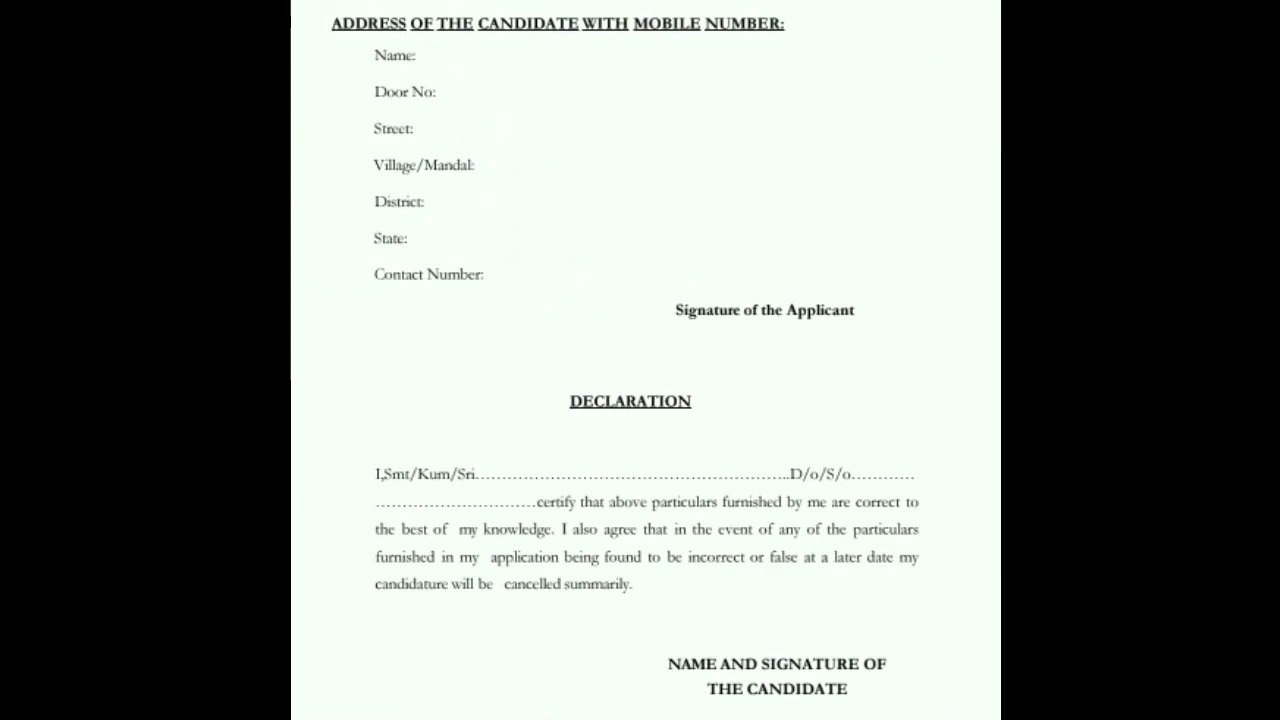 ADDRESS OF THE CANDIDATE WITH MOBILE NUMBER:
Name:
Door No:
Street:
Village/Mandal:
District:
State:
Contact Number:
Signature of the Applicant
DECLARATION
I,Smt/Kum/Sri……………………………………………………..D/o/S/o…………
………………………….certify that above particulars furnished by me are correct to
the best of my knowledge. I also agree that in the event of any of the particulars
furnished in my application being found to be incorrect or false at a later date my
candidature will be cancelled summarily.
NAME AND SIGNATURE OF
THE CANDIDATE